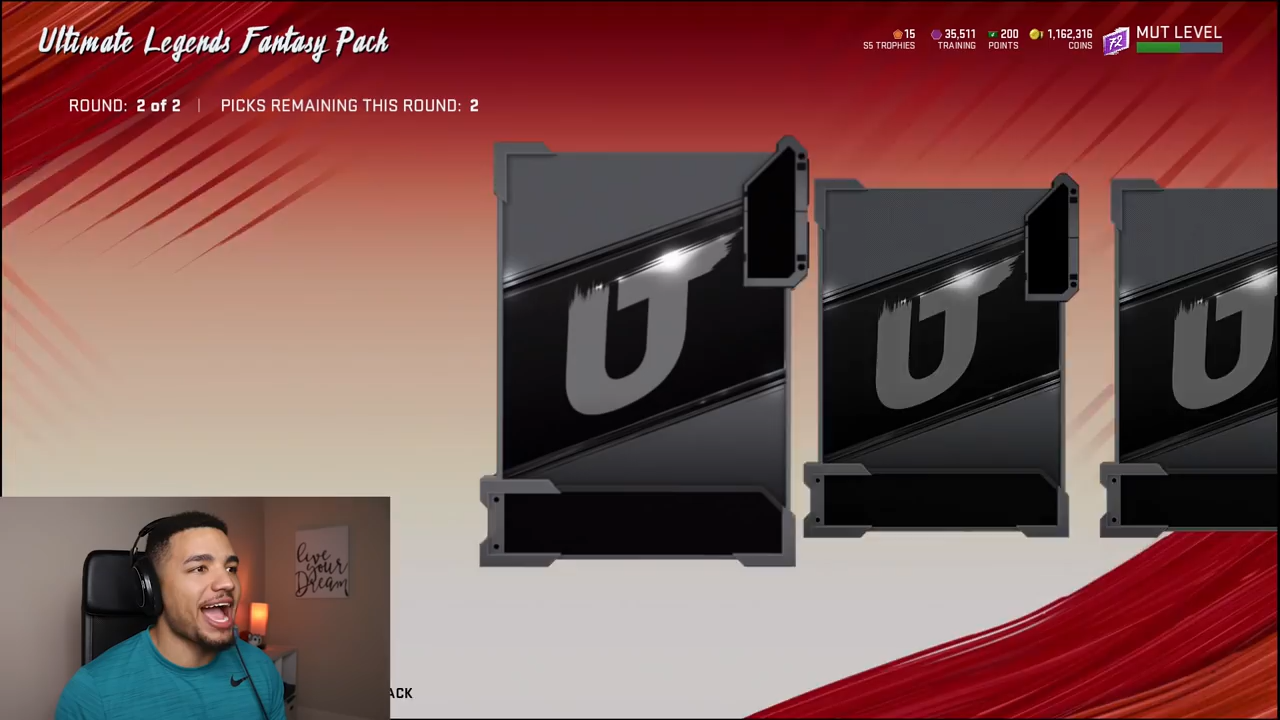 Ultimate Legends Fantasy Pack
15
S5 TROPHIES
35,511
TRAINING
200
POINTS
1,162,316
COINS
72
MUT LEVEL
ROUND: 2 of 2 | PICKS REMAINING THIS ROUND: 2
U
U
U
live
your
Dream
ACK